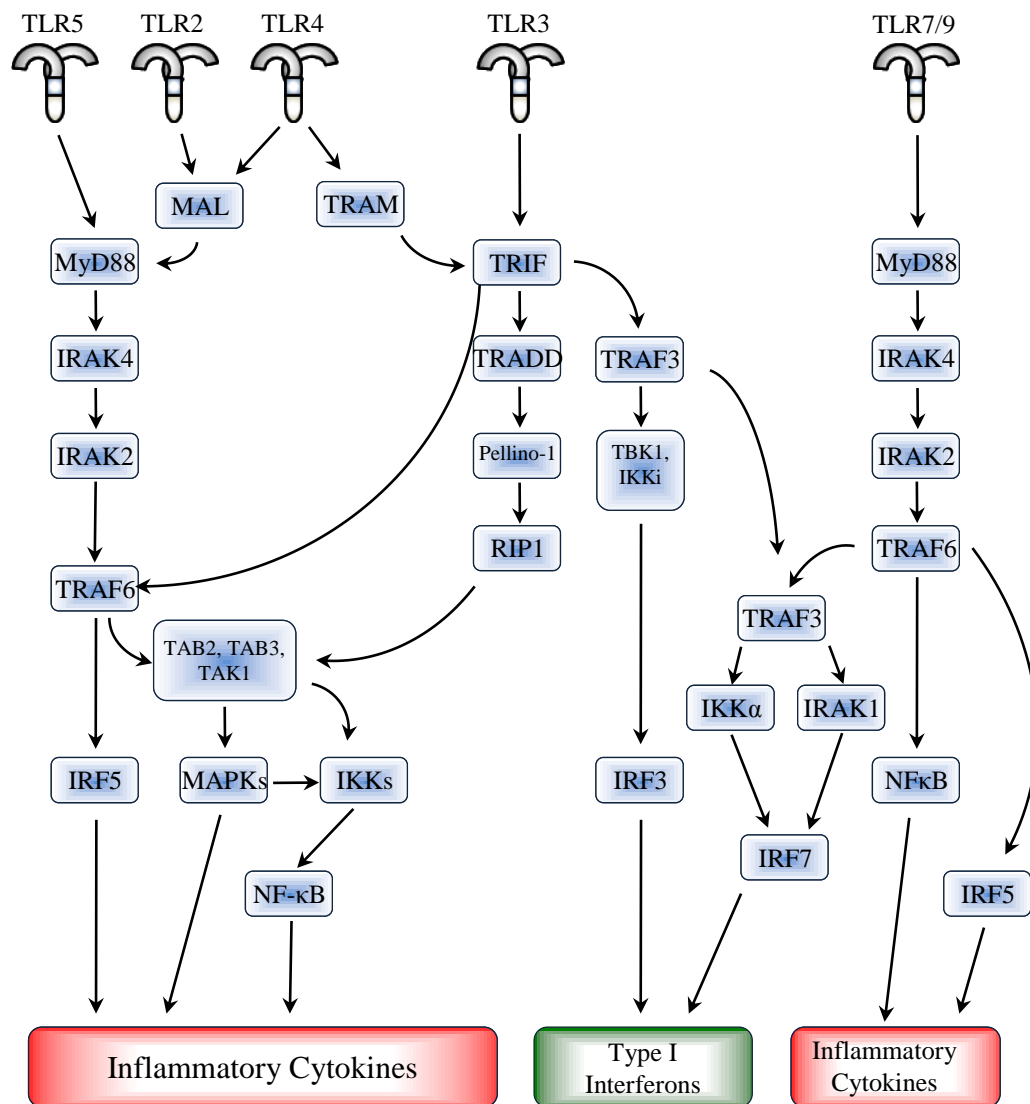 TLR5
TLR2
TLR4
TLR3
TLR7/9
MAL
TRAM
MyD88
TRIF
MyD88
IRAK4
TRADD
TRAF3
IRAK4
IRAK2
Pellino-1
TBK1,
IKKi
IRAK2
RIP1
TRAF6
TRAF6
TRAF3
TAB2, TAB3,
TAK1
IKKα
IRAK1
IRF5
MAPKs
IKKs
IRF3
NFκB
IRF7
NF-κB
IRF5
Inflammatory Cytokines
Type I
Interferons
Inflammatory
Cytokines